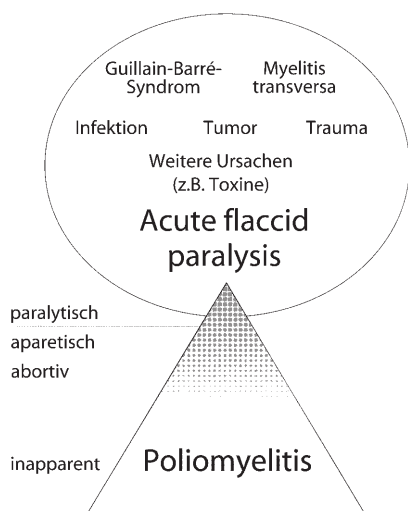 Guillain-Barré-
Syndrom
Myelitis
transversa
Infektion Tumor Trauma
Weitere Ursachen
(z.B. Toxine)
Acute flaccid
paralysis
paralytisch
aparetisch
abortiv
inapparent Poliomyelitis